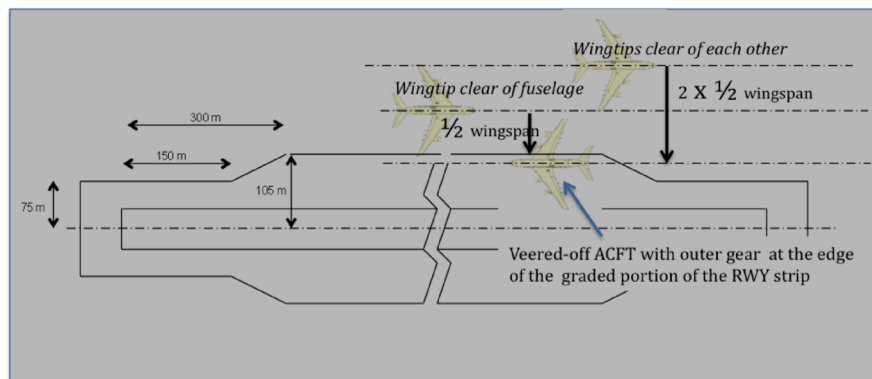 Wingtips clear of each other
Wingtip clear of fuselage
2 X ½ wingspan
½ wingspan
300 m
150 m
105 m
75 m
Veered-off ACFT with outer gear at the edge
of the graded portion of the RWY strip